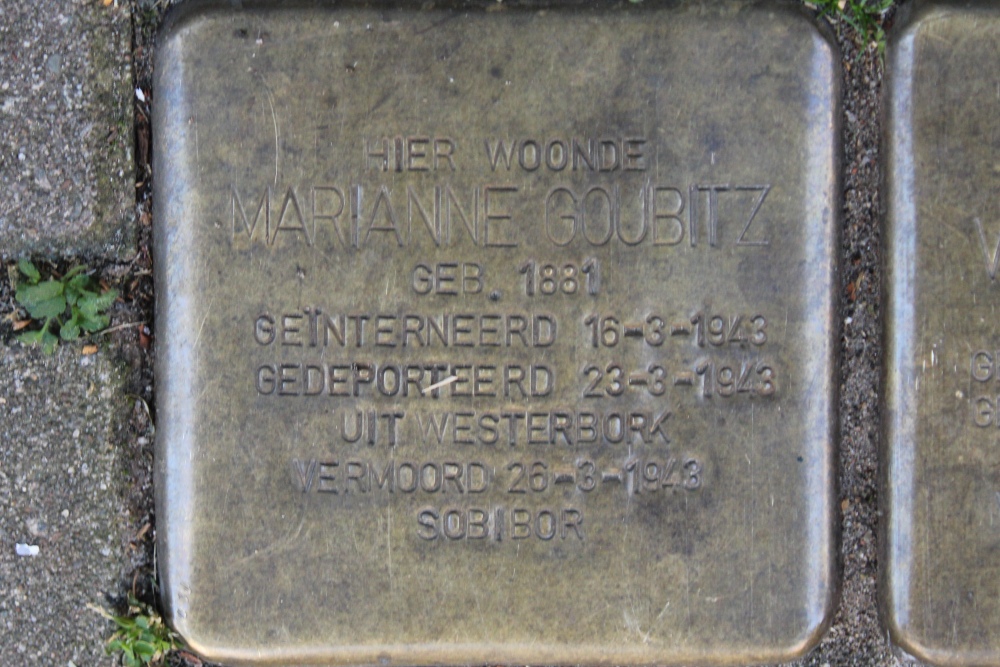 HIER WOONDE
MARIANNE GOUBITZ
GEB. 1881
GEÏNTERNEERD 16-3-1943
GEDEPORTEERD 23-3-1943
UIT WESTERBORK
VERMOORD 26-3-1943
SOBIBOR